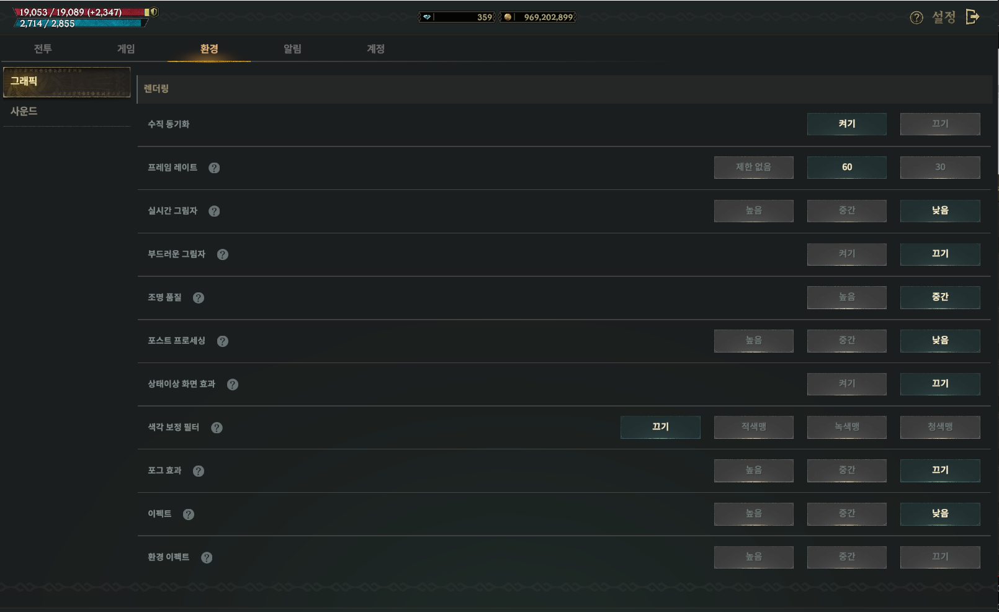 19,053 / 19,089 (+2,347)
2,714 / 2,855
359
969,202,899
? 설정
전투 게임 환경 알림 계정
그래픽
사운드
렌더링
수직 동기화 켜기 끄기
프레임 레이트 ? 제한 없음 60 30
실시간 그림자 ? 높음 중간 낮음
부드러운 그림자 ? 켜기 끄기
조명 품질 ? 높음 중간
포스트 프로세싱 ? 높음 중간 낮음
상태이상 화면 효과 ? 켜기 끄기
색각 보정 필터 ? 끄기 적색맹 녹색맹 청색맹
포그 효과 ? 높음 중간 끄기
이펙트 ? 높음 중간 낮음
환경 이펙트 ? 높음 중간 끄기